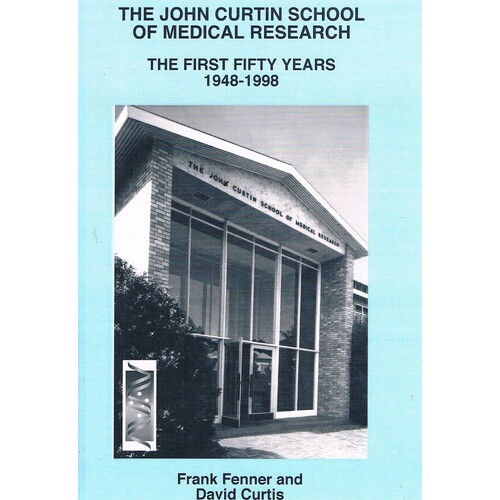 THE JOHN CURTIN SCHOOL
OF MEDICAL RESEARCH
THE FIRST FIFTY YEARS
1948-1998
THE JOHN CURTIN SCHOOL OF MEDICAL RESEARCH
Frank Fenner and
David Curtis